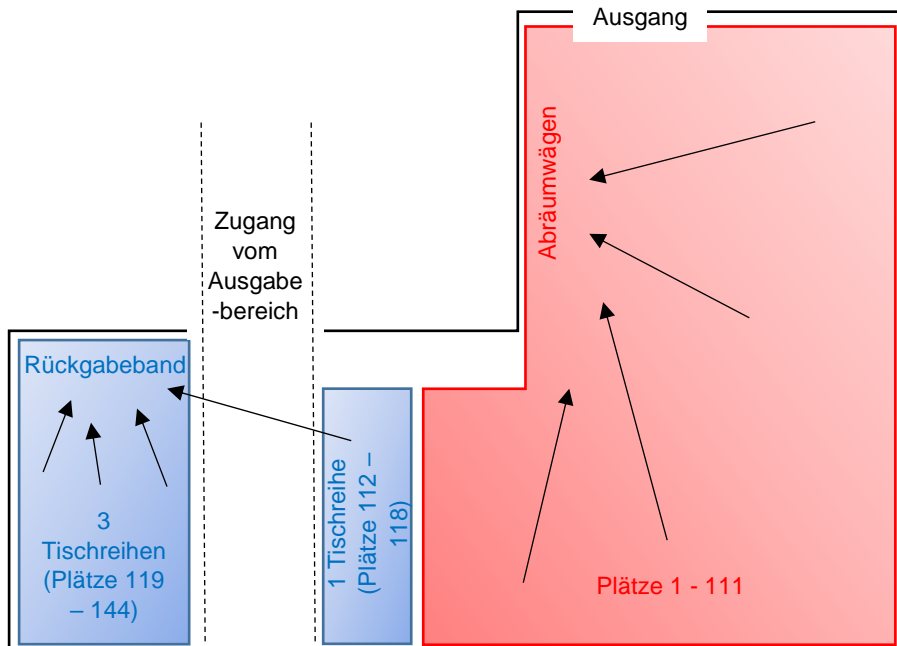 Ausgang
Abräumwägen
Zugang
vom
Ausgabe
-bereich
Rückgabeband
3
Tischreihen
(Plätze 119
– 144)
1 Tischreihe
(Plätze 112 –
118)
Plätze 1 - 111